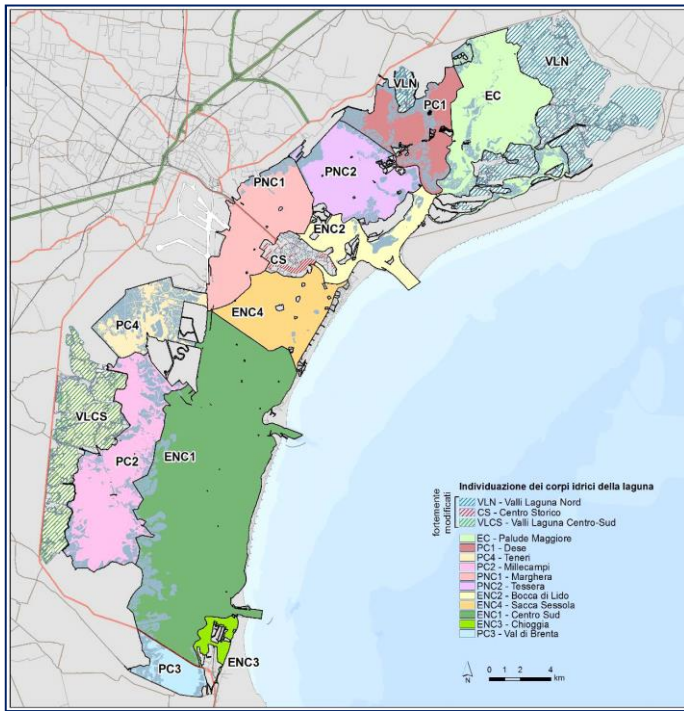 VLN
VLN
PC1
EC
PNC1
PNC2
ENC2
CS
ENC4
PC4
VLCS
PC2
ENC1
PC3
ENC3
Individuazione dei corpi idrici della laguna
fortemente
modificati
VLN - Valli Laguna Nord
CS - Centro Storico
VLCS - Valli Laguna Centro-Sud
EC - Palude Maggiore
PC1 - Dese
PC4 - Teneri
PC2 - Millecampi
PNC1 - Marghera
PNC2 - Tessera
ENC2 - Bocca di Lido
ENC4 - Sacca Sessola
ENC1 - Centro Sud
ENC3 - Chioggia
PC3 - Val di Brenta
N
0 1 2 4
km